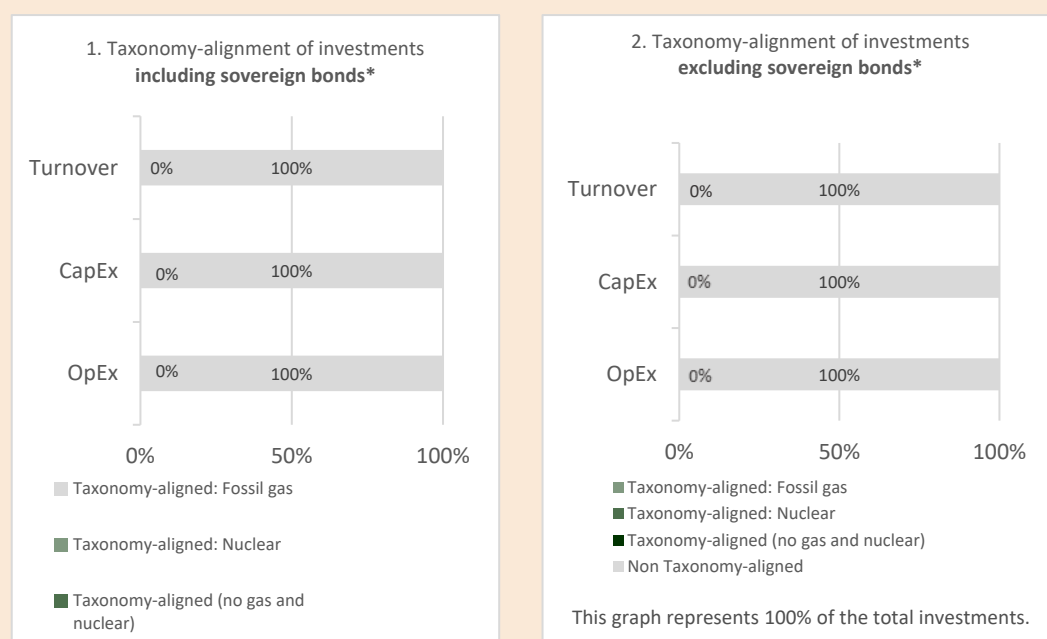 1. Taxonomy-alignment of investments
including sovereign bonds*
Turnover
0%
100%
CapEx
0%
100%
OpEx
0%
100%
0%
50%
100%
Taxonomy-aligned: Fossil gas
Taxonomy-aligned: Nuclear
Taxonomy-aligned (no gas and
nuclear)
2. Taxonomy-alignment of investments
excluding sovereign bonds*
Turnover
0%
100%
CapEx
0%
100%
OpEx
0%
100%
0%
50%
100%
Taxonomy-aligned: Fossil gas
Taxonomy-aligned: Nuclear
Taxonomy-aligned (no gas and nuclear)
Non Taxonomy-aligned
This graph represents 100% of the total investments.